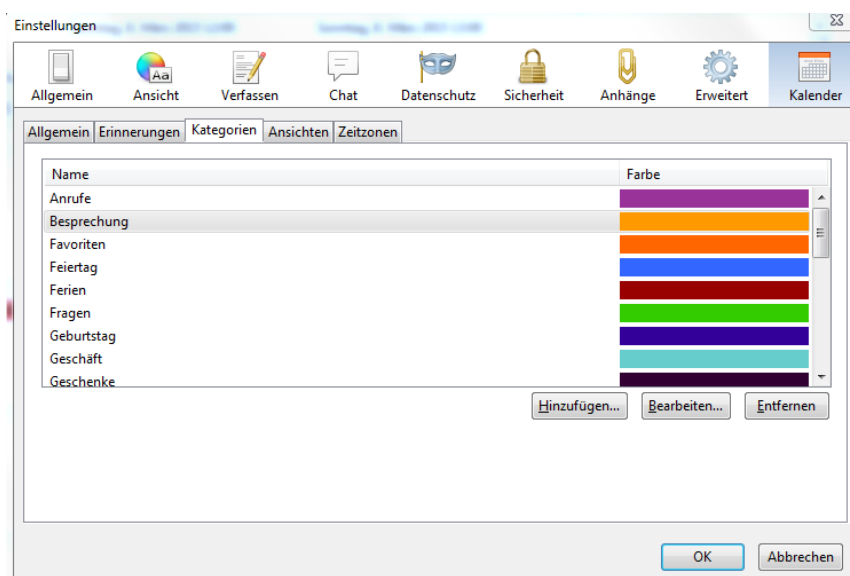 Einstellungen
Allgemein Ansicht Verfassen Chat Datenschutz Sicherheit Anhänge Erweitert Kalender
Allgemein Erinnerungen Kategorien Ansichten Zeitzonen
Name Farbe
Anrufe
Besprechung
Favoriten
Feiertag
Ferien
Fragen
Geburtstag
Geschäft
Geschenke
Hinzufügen... Bearbeiten... Entfernen
OK Abbrechen